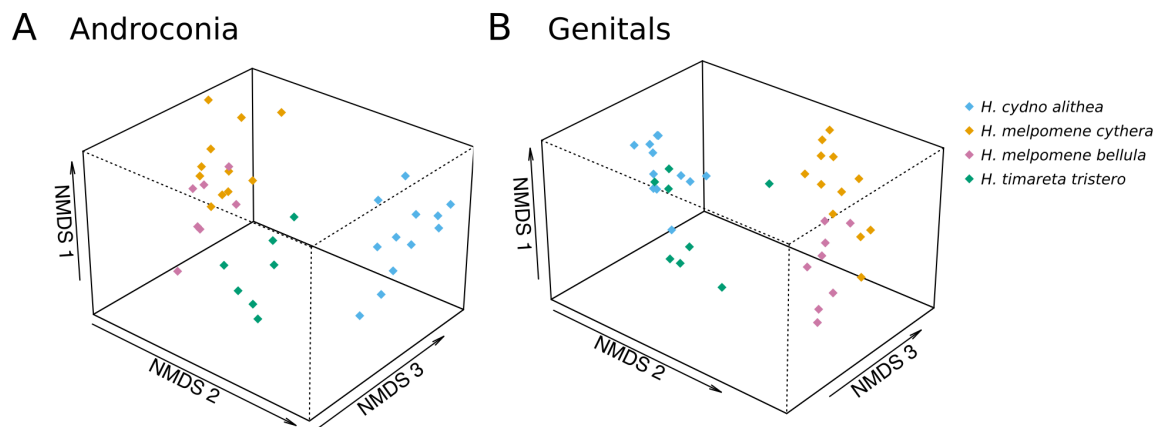 A Androconia
B Genitals
NMDS 1
NMDS 2
NMDS 3
NMDS 1
NMDS 2
NMDS 3
H. cydno alithea
H. melpomene cythera
H. melpomene bellula
H. timareta tristero